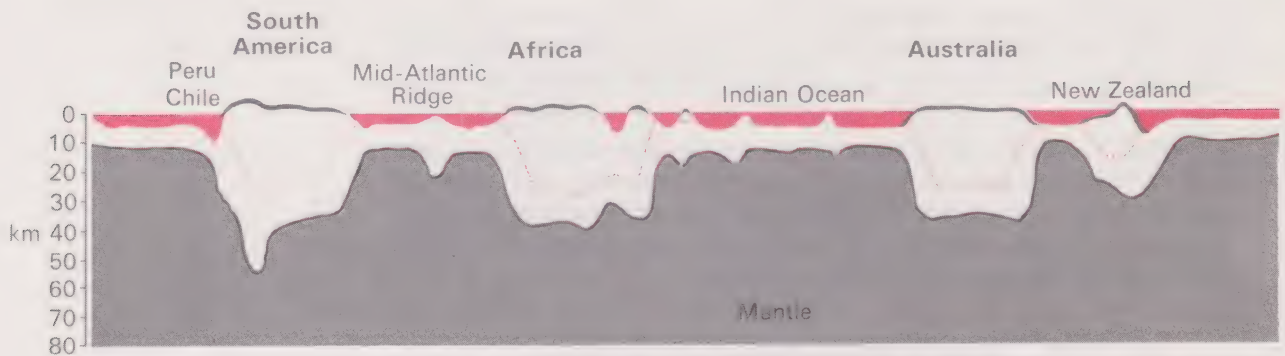 South
America
Africa
Australia
Peru
Chile
Mid-Atlantic
Ridge
Indian Ocean
New Zealand
0
10
20
30
km
40
50
60
70
80
Mantle